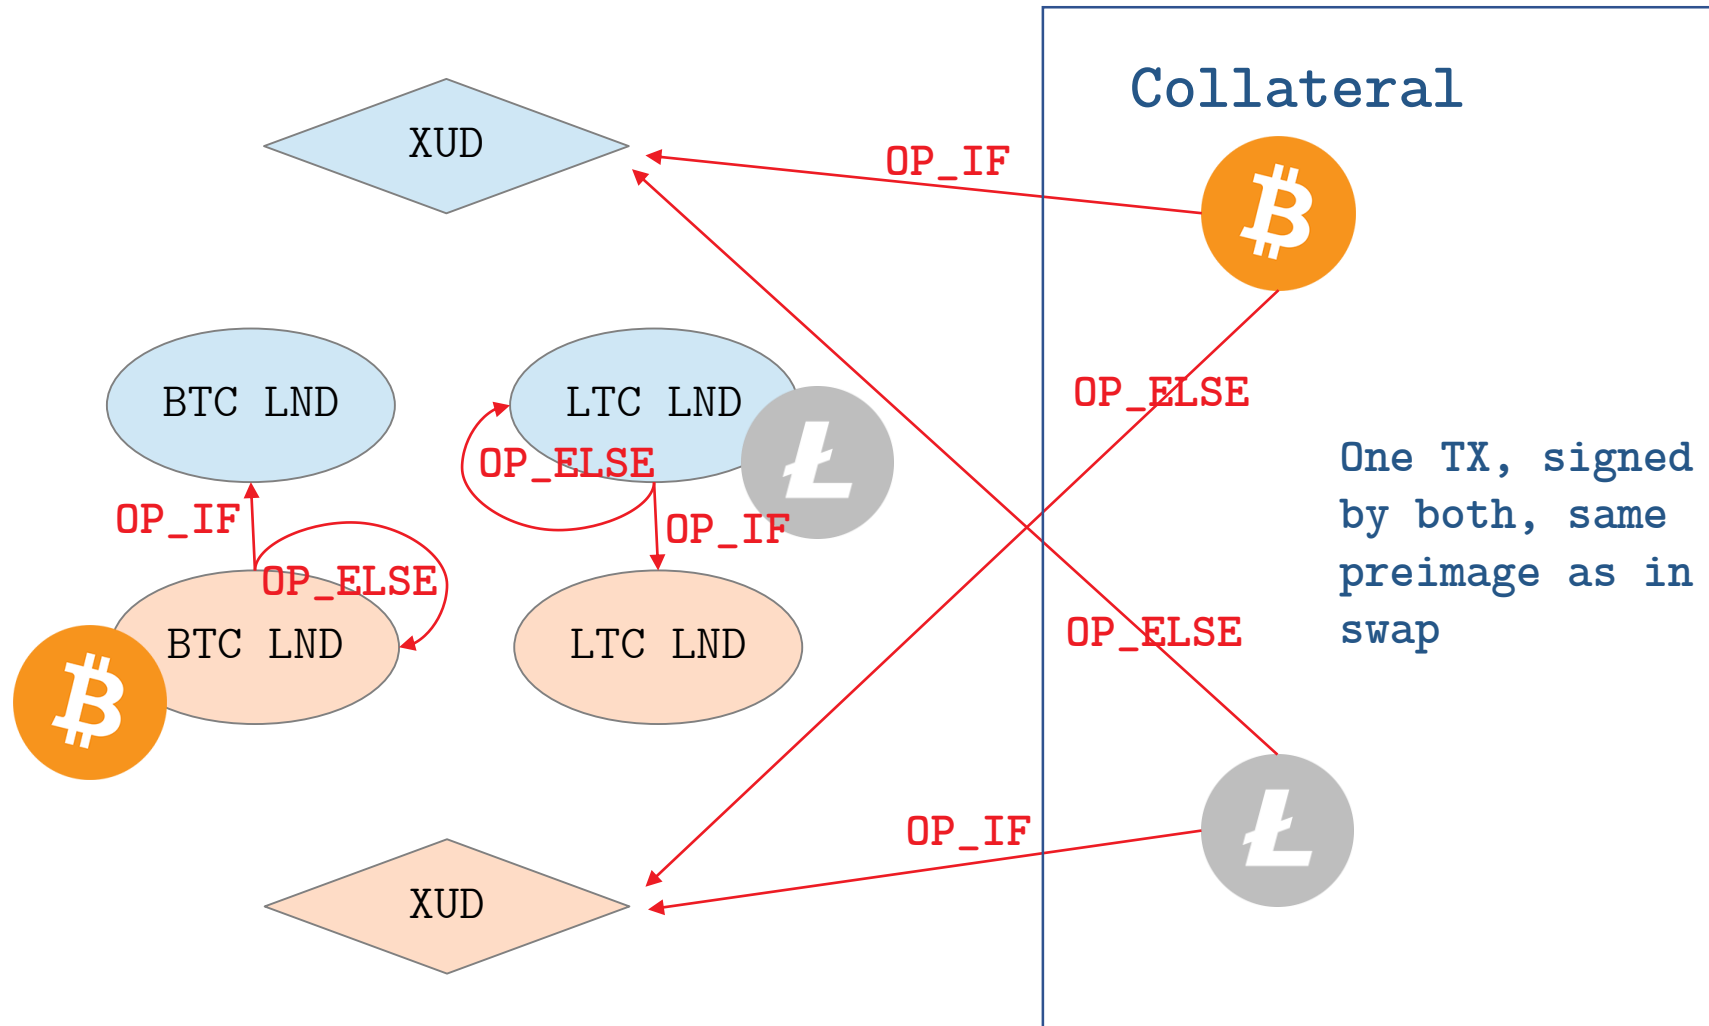 Collateral
XUD
OP_IF
BTC LND
LTC LND
OP_ELSE
OP_ELSE
OP_IF
OP_IF
OP_ELSE
One TX, signed
by both, same
preimage as in
swap
BTC LND
LTC LND
OP_ELSE
OP_IF
XUD